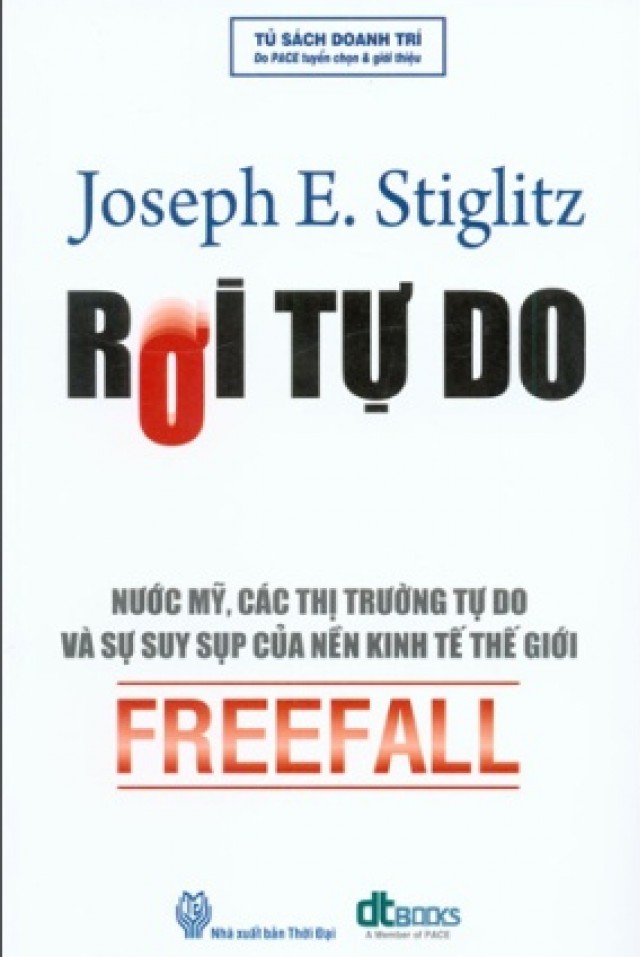 TỦ SÁCH DOANH TRÍ
Do PACE tuyển chọn & giới thiệu
Joseph E. Stiglitz
RƠI TỰ DO
NƯỚC MỸ, CÁC THỊ TRƯỜNG TỰ DO
VÀ SỰ SUY SỤP CỦA NỀN KINH TẾ THẾ GIỚI
FREEFALL
Nhà xuất bản Thời Đại
dtBOOKS
A Member of PACE